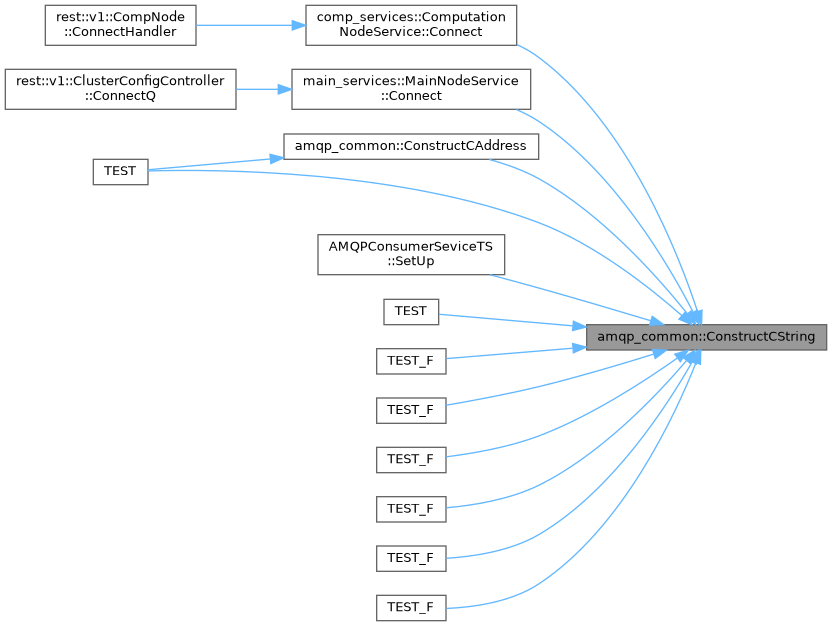 rest::v1::CompNode
::ConnectHandler
comp_services::Computation
NodeService::Connect
rest::v1::ClusterConfigController
::ConnectQ
main_services::MainNodeService
::Connect
amqp_common::ConstructCAddress
TEST
AMQPConsumerSeviceTS
::SetUp
TEST
amqp_common::ConstructCString
TEST_F
TEST_F
TEST_F
TEST_F
TEST_F
TEST_F